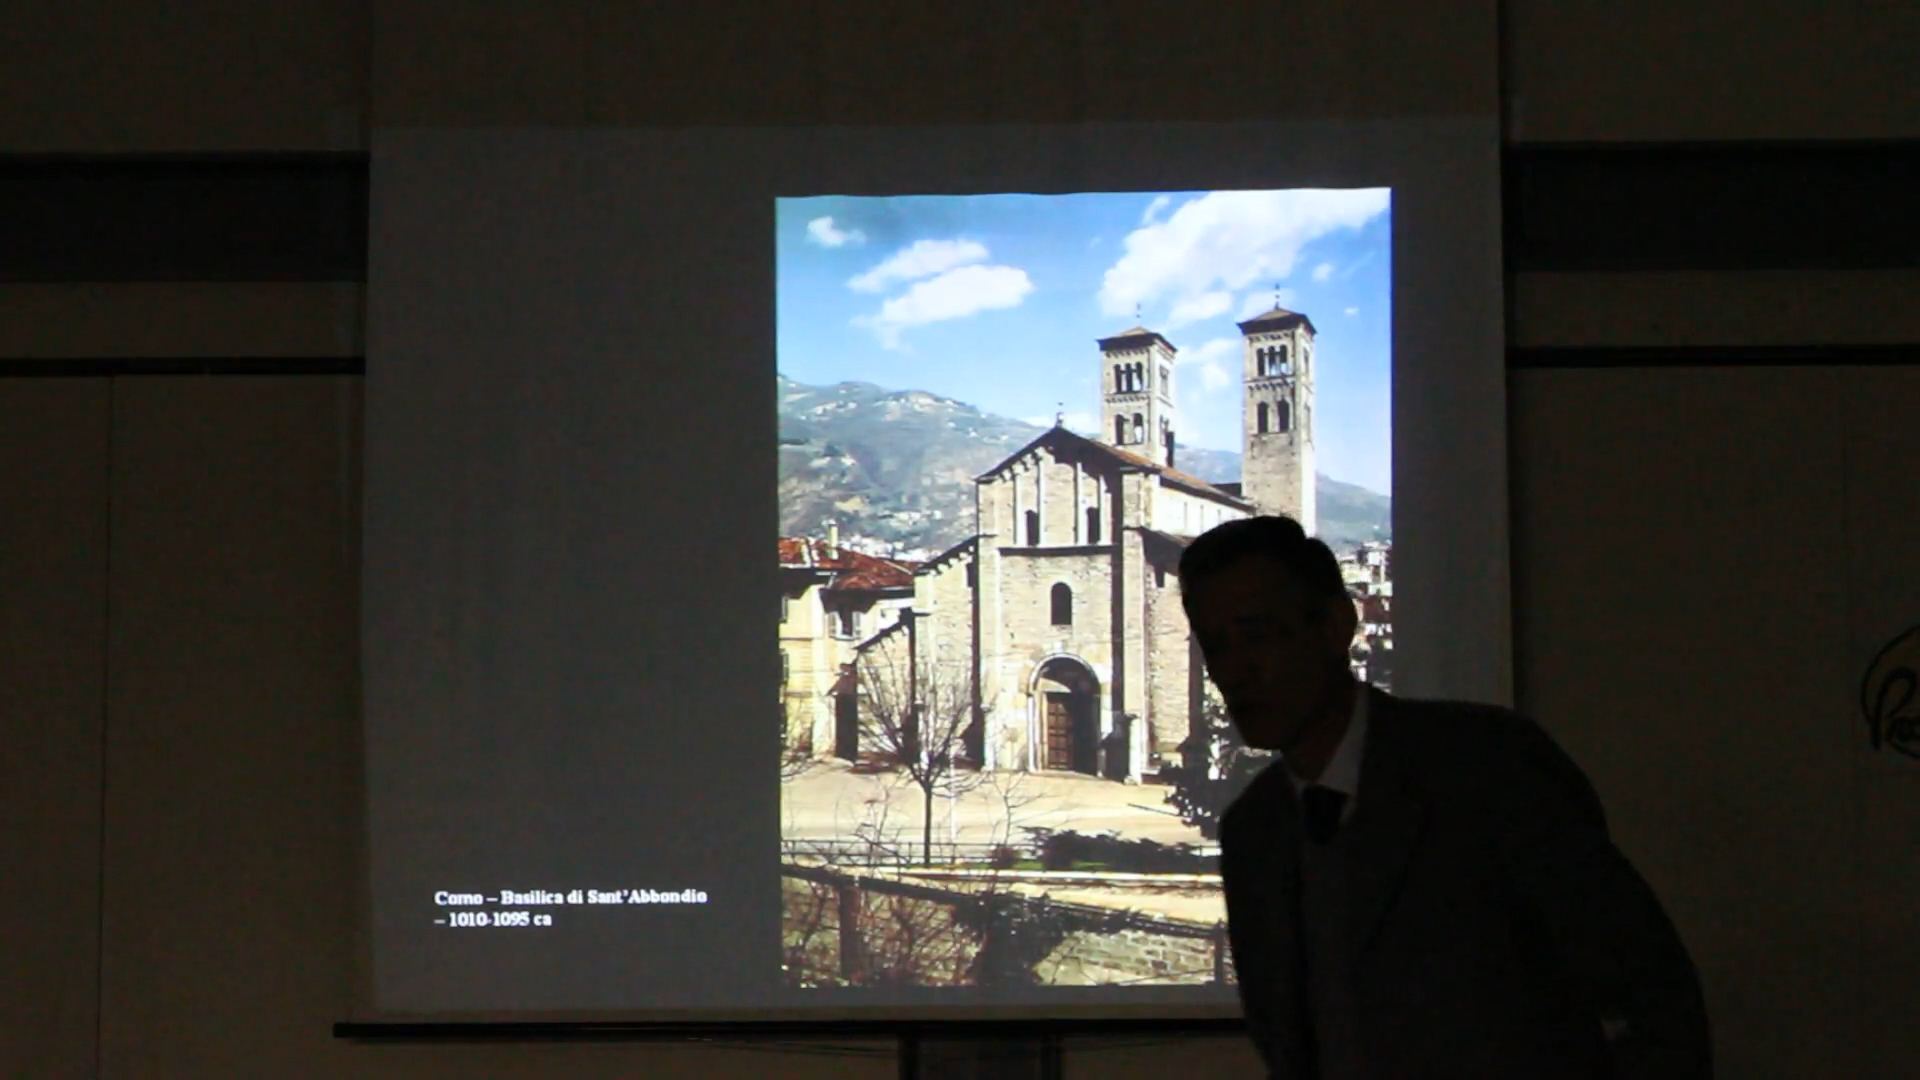 Como – Basilica di Sant'Abbondio
– 1010-1095 ca